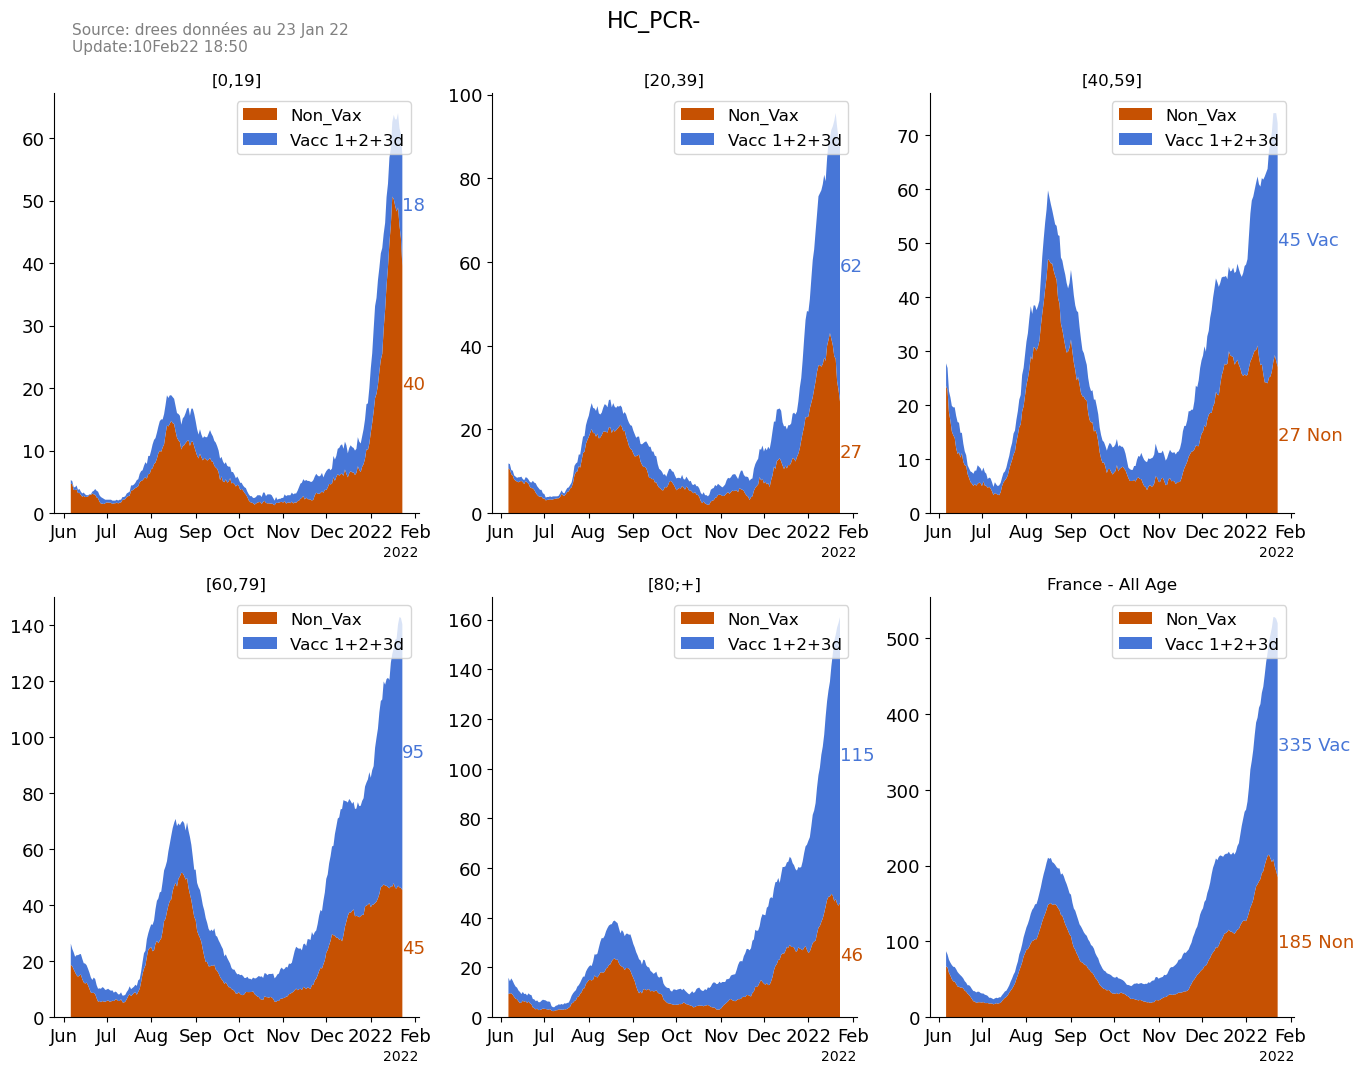 HC_PCR-
Source: drees données au 23 Jan 22
Update:10Feb22 18:50
[0,19]
Non_Vax
Vacc 1+2+3d
60
50
40
30
20
10
0
18
40
Jun Jul Aug Sep Oct Nov Dec 2022 Feb
2022
[20,39]
Non_Vax
Vacc 1+2+3d
100
80
60
40
20
0
62
27
Jun Jul Aug Sep Oct Nov Dec 2022 Feb
2022
[40,59]
Non_Vax
Vacc 1+2+3d
70
60
50
40
30
20
10
0
45 Vac
27 Non
Jun Jul Aug Sep Oct Nov Dec 2022 Feb
2022
[60,79]
Non_Vax
Vacc 1+2+3d
140
120
100
80
60
40
20
0
95
45
Jun Jul Aug Sep Oct Nov Dec 2022 Feb
2022
[80;+]
Non_Vax
Vacc 1+2+3d
160
140
120
100
80
60
40
20
0
115
46
Jun Jul Aug Sep Oct Nov Dec 2022 Feb
2022
France - All Age
Non_Vax
Vacc 1+2+3d
500
400
300
200
100
0
335 Vac
185 Non
Jun Jul Aug Sep Oct Nov Dec 2022 Feb
2022